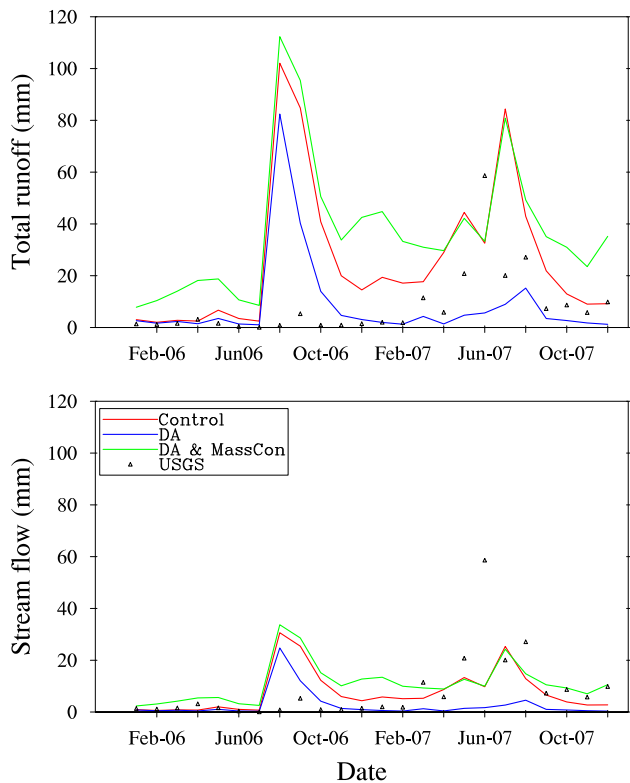 Total runoff (mm)
120
100
80
60
40
20
0
Feb-06 Jun06 Oct-06 Feb-07 Jun-07 Oct-07
Stream flow (mm)
120
100
80
60
40
20
0
Control
DA
DA & MassCon
USGS
Feb-06 Jun06 Oct-06 Feb-07 Jun-07 Oct-07
Date